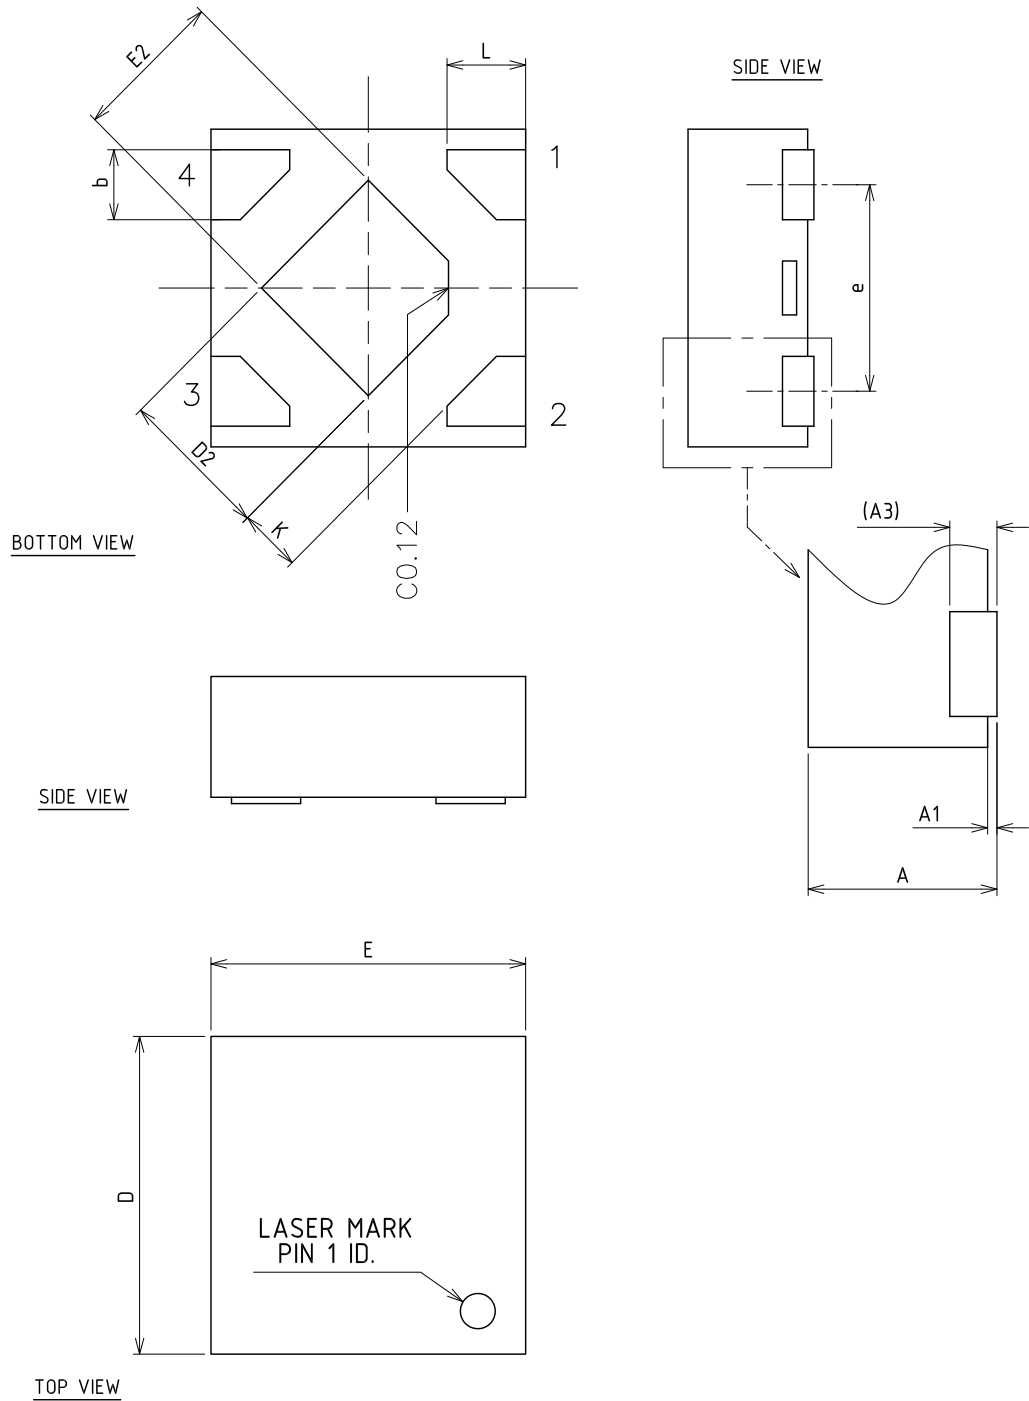 E2
L
SIDE VIEW
1
4
b
e
3
2
D2
K
(A3)
BOTTOM VIEW
C0.12
SIDE VIEW
A1
A
E
D
LASER MARK
PIN 1 ID.
TOP VIEW